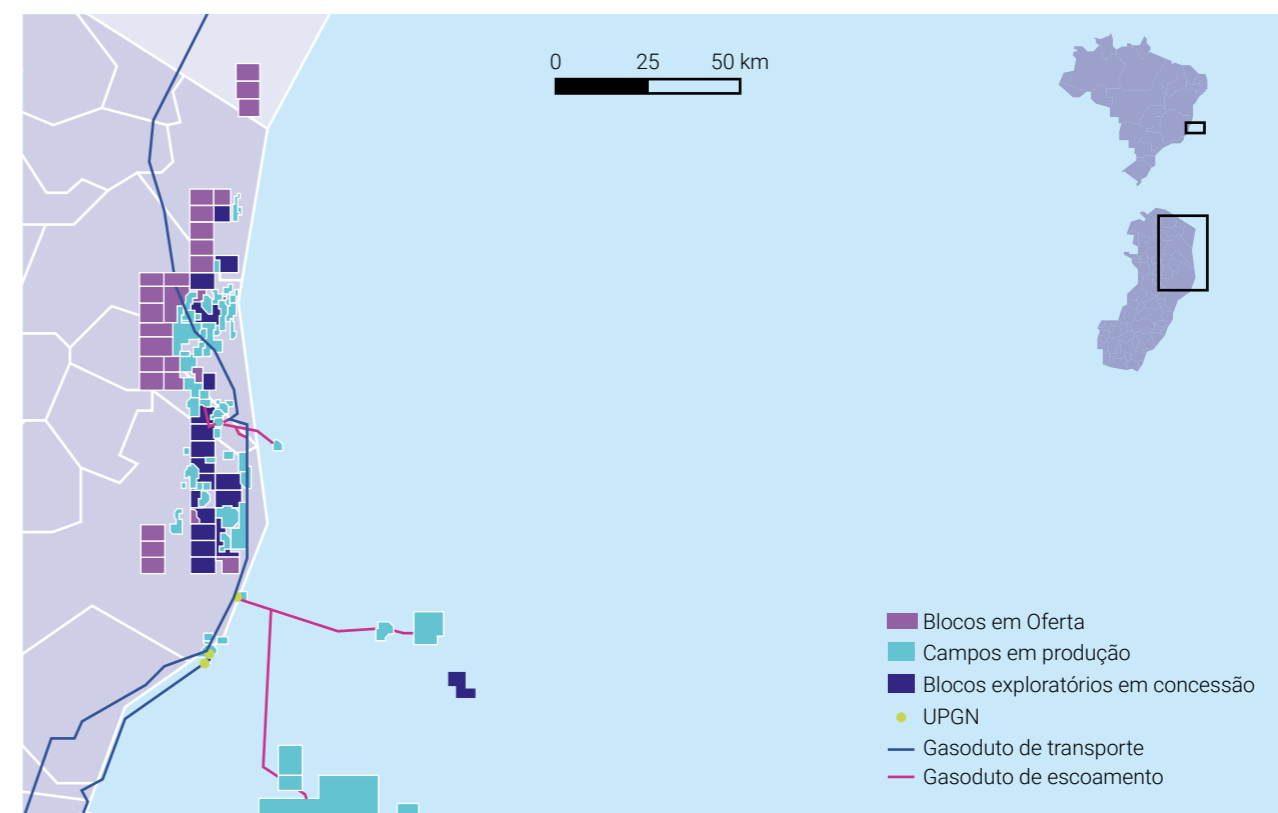 0 25 50 km
Blocos em Oferta
Campos em produção
Blocos exploratórios em concessão
UPGN
Gasoduto de transporte
Gasoduto de escoamento